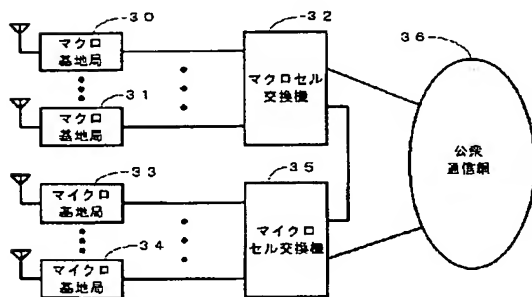 30
マクロ
基地局
31
マクロ
基地局
32
マクロセル
交換機
33
マイクロ
基地局
34
マイクロ
基地局
35
マイクロ
セル交換機
36
公衆
通信網